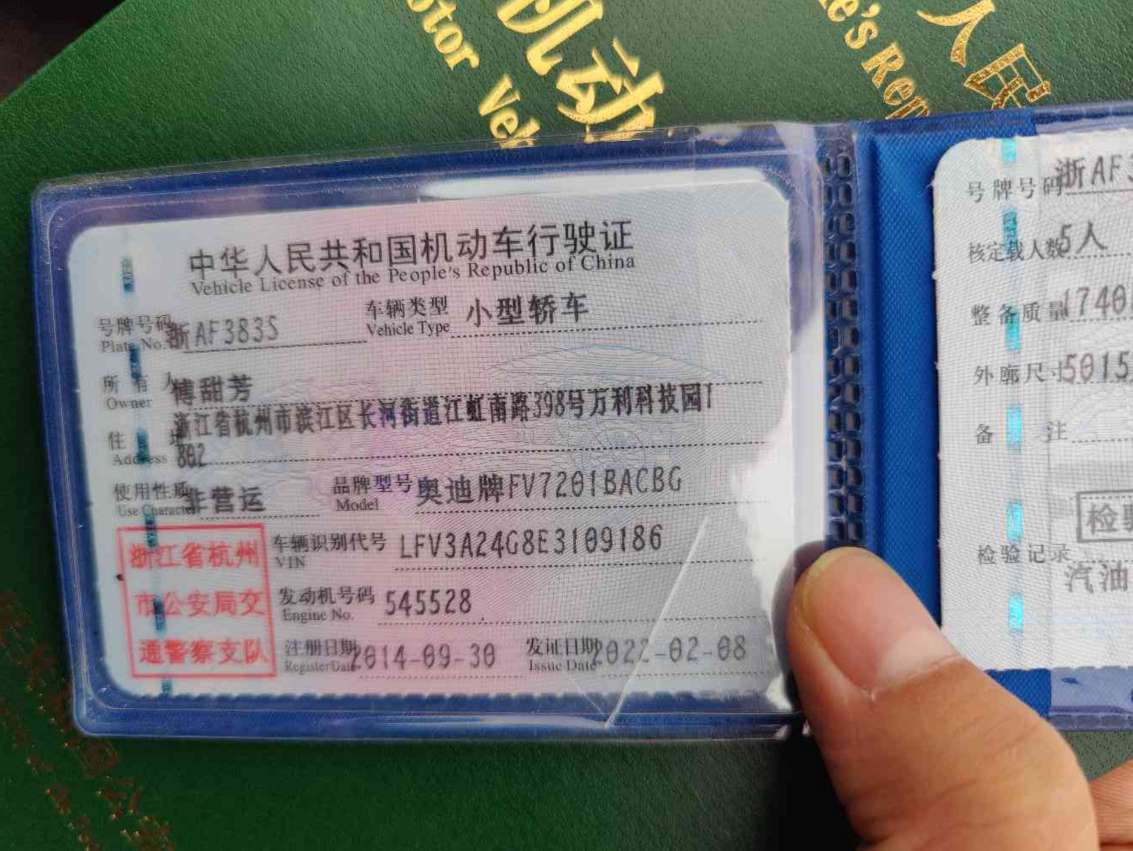 机动
人民
otor Veh
e's Rep
中华人民共和国机动车行驶证
Vehicle License of the People's Republic of China
号牌号码 浙AF383S 车辆类型 小型轿车
Plate No. Vehicle Type
所有人 傅甜芳
Owner
住址 浙江省杭州市滨江区长河街道江虹南路398号万利科技园1
Address 802
使用性质 非营运 品牌型号 奥迪牌FV7201BACBG
Use Character Model
浙江省杭州
市公安局交
通警察支队
车辆识别代号 LFV3A24G8E3109186
VIN
发动机号码 545528
Engine No.
注册日期 2014-09-30 发证日期 2022-02-08
Register Date Issue Date
号牌号码 浙AF3
核定载人数 5人
整备质量 1740
外廓尺寸 5015
备注
检验记录
检验
汽油